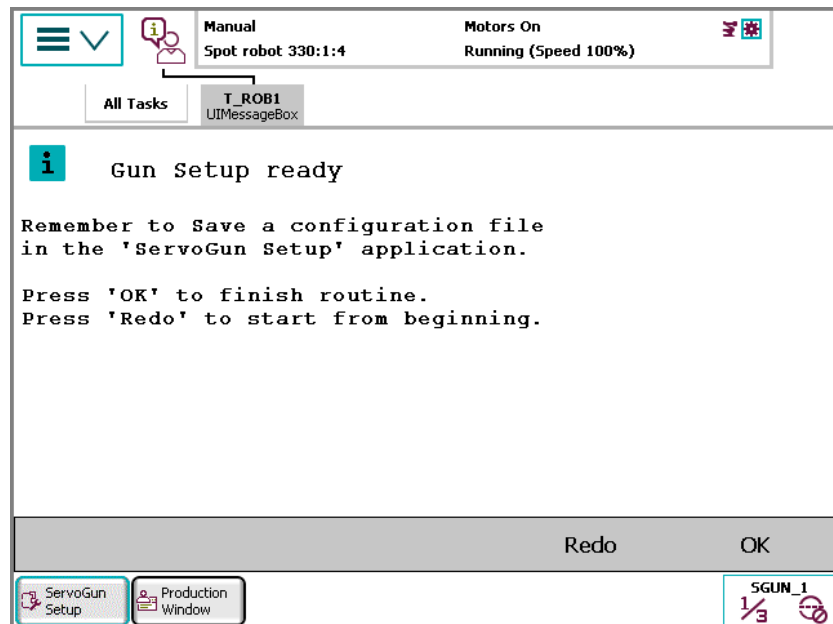 Manual
Spot robot 330:1:4
Motors On
Running (Speed 100%)
All Tasks
T_ROB1
UIMessageBox
i
Gun Setup ready
Remember to Save a configuration file
in the 'ServoGun Setup' application.
Press 'OK' to finish routine.
Press 'Redo' to start from beginning.
Redo
OK
ServoGun
Setup
Production
Window
SGUN_1
1/3